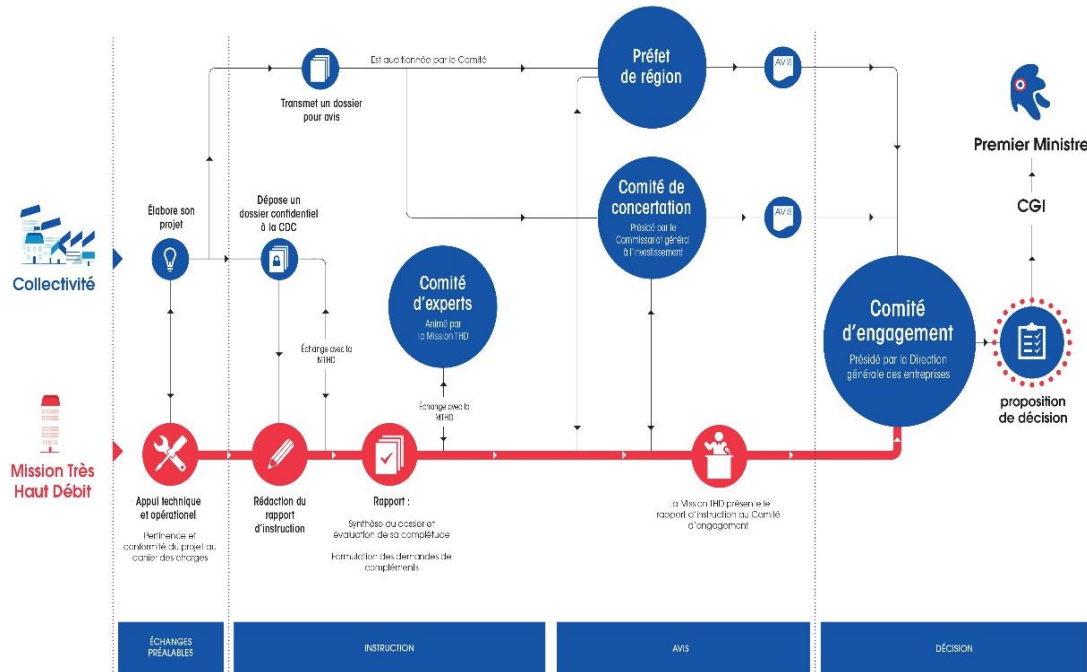 Préfet
de région
AVIS
Est auditionnée par le Comité
Transmet un dossier
pour avis
Premier Ministre
CGI
Comité de
concertation
Présidé par le
Commissariat général
à l'investissement
AVIS
Élabore son
projet
Dépose un
dossier confidentiel
à la CDC
Collectivité
Comité
d'experts
Animé par
la Mission THD
Comité
d'engagement
Présidé par la Direction
générale des entreprises
Échange avec la
MTHD
Échange avec la
MTHD
proposition
de décision
Mission Très
Haut Débit
Appui technique
et opérationel
Pertinence et
conformité du projet au
cahier des charges
Rédaction du
rapport
d'instruction
Rapport :
Synthèse du dossier et
évaluation de sa complétude
Formulation des demandes de
compléments
La Mission THD présente le
rapport d'instruction au Comité
d'engagement
ÉCHANGES
PRÉALABLES
INSTRUCTION
AVIS
DÉCISION